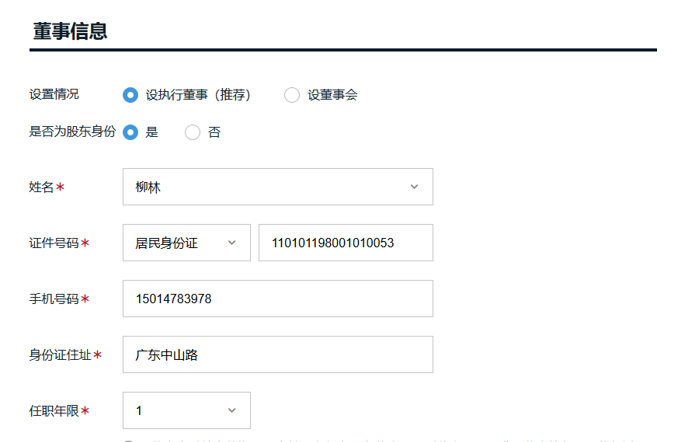 董事信息
设置情况 设执行董事（推荐） 设董事会
是否为股东身份 是 否
姓名* 柳林
证件号码* 居民身份证 110101198001010053
手机号码* 15014783978
身份证住址* 广东中山路
任职年限* 1